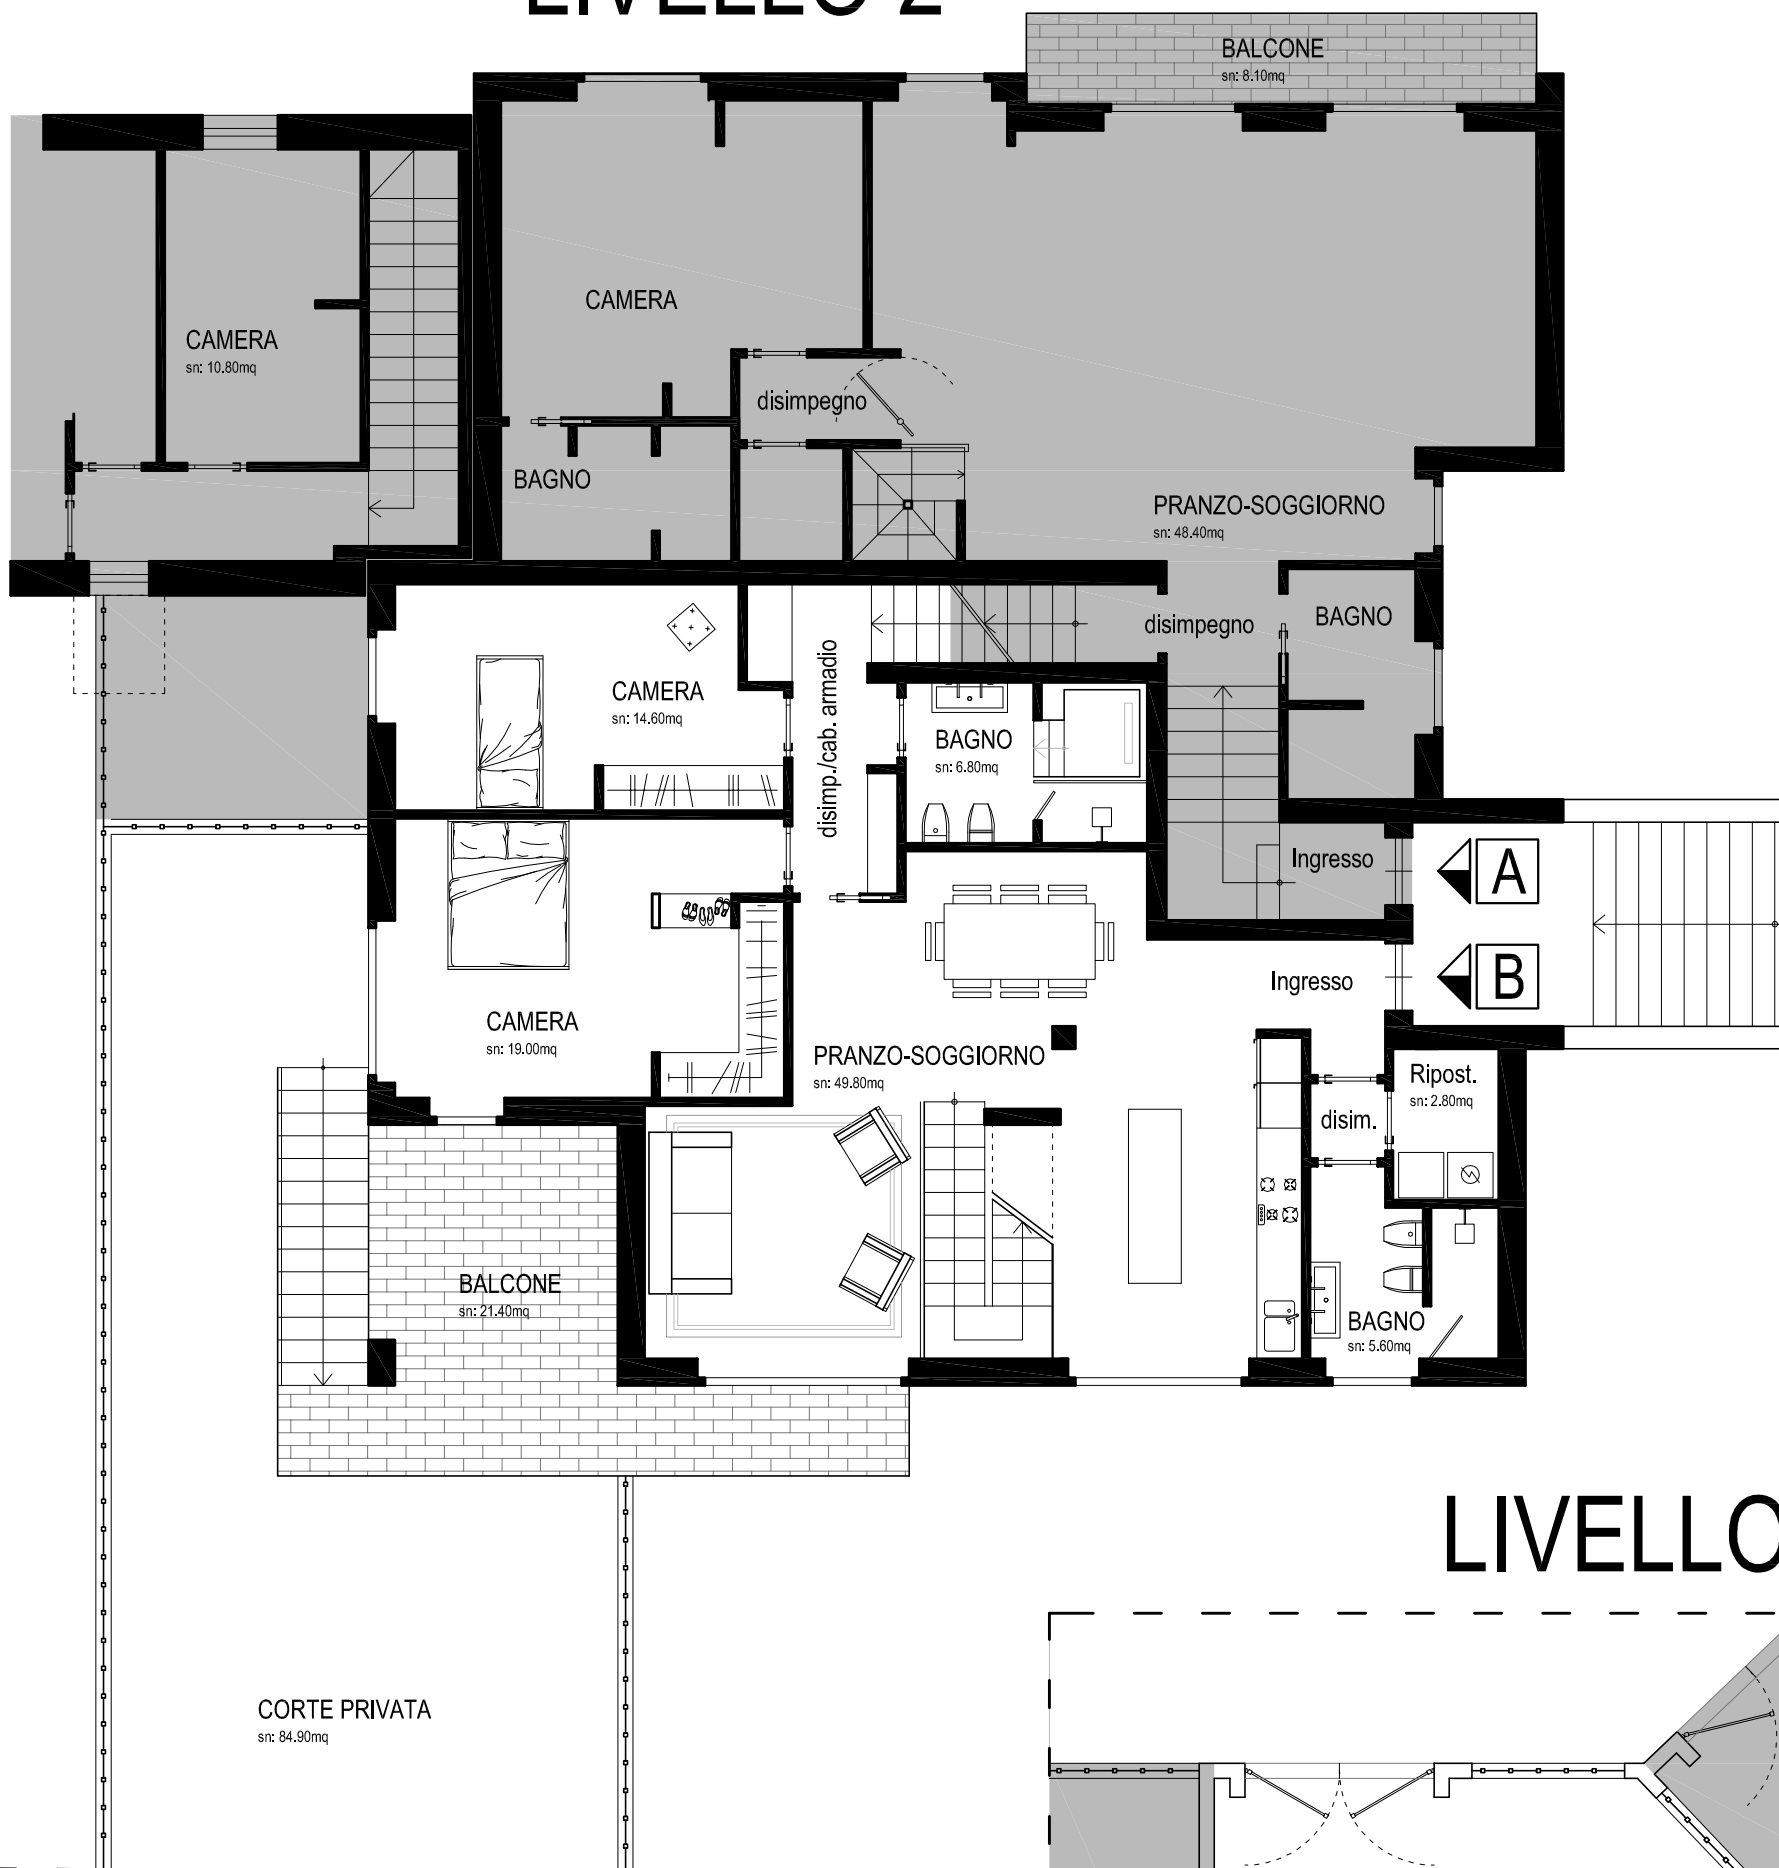 LIVELLO 2
BALCONE
sn: 8.10mq
CAMERA
CAMERA
sn: 10.80mq
disimpegno
BAGNO
PRANZO-SOGGIORNO
sn: 48.40mq
disimpegno
BAGNO
CAMERA
sn: 14.60mq
disimp./cab. armadio
BAGNO
sn: 6.80mq
Ingresso
A
Ingresso
B
CAMERA
sn: 19.00mq
PRANZO-SOGGIORNO
sn: 49.80mq
Ripost.
sn: 2.80mq
disim.
BALCONE
sn: 21.40mq
BAGNO
sn: 5.60mq
LIVELLO
CORTE PRIVATA
sn: 84.90mq